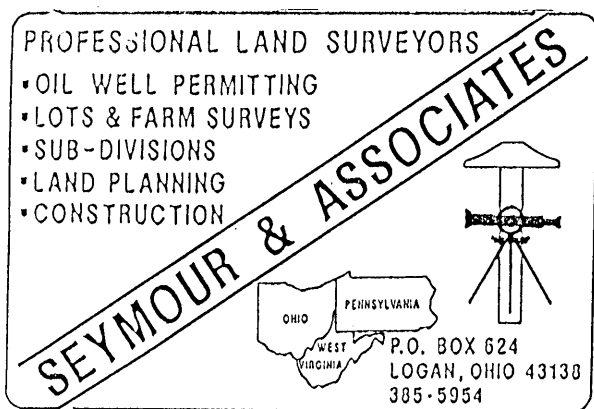 PROFESSIONAL LAND SURVEYORS
▪OIL WELL PERMITTING
▪LOTS & FARM SURVEYS
▪SUB-DIVISIONS
▪LAND PLANNING
▪CONSTRUCTION
SEYMOUR & ASSOCIATES
OHIO
PENNSYLVANIA
WEST
VIRGINIA
P.O. BOX 624
LOGAN, OHIO 43138
385-5954